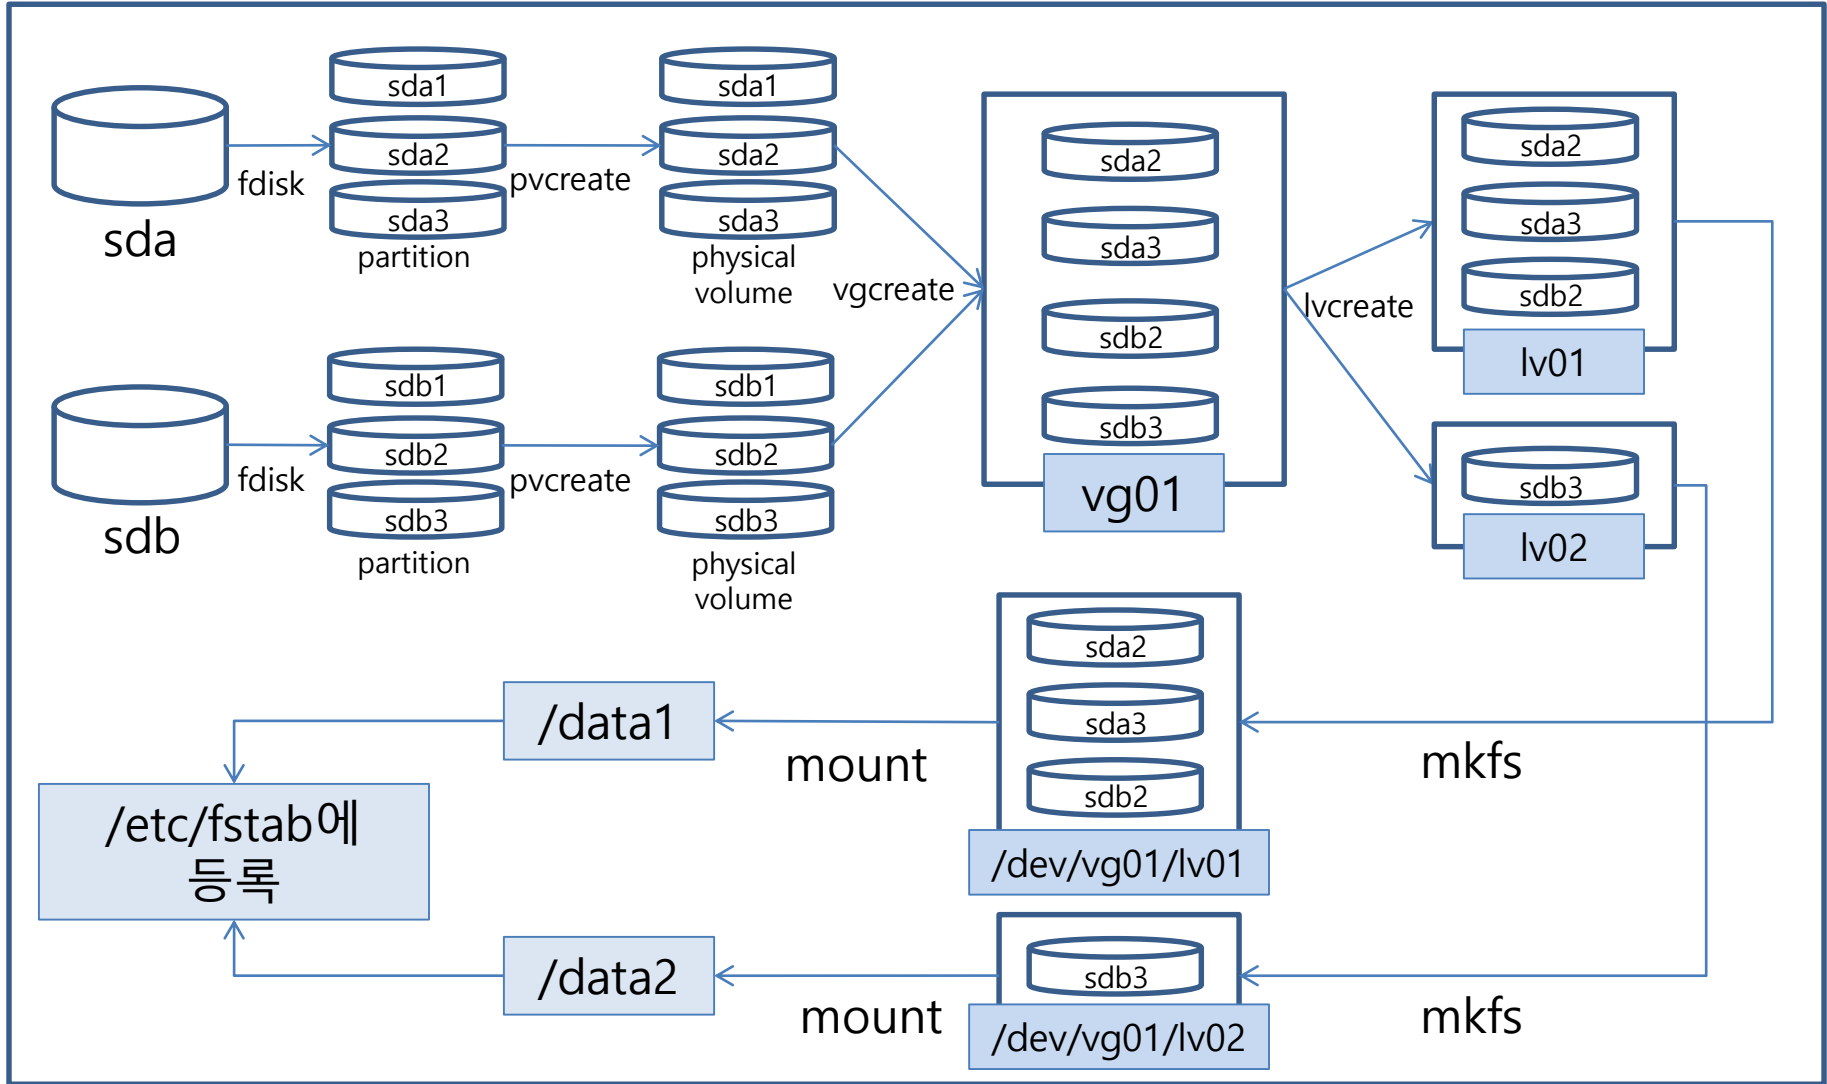 sda1
sda2
sda3
partition
sda
fdisk
pvcreate
sda1
sda2
sda3
physical
volume
vgcreate
sda2
sda3
sdb2
sdb3
vg01
lvcreate
sda2
sda3
sdb2
lv01
sdb3
lv02
sdb1
sdb2
sdb3
partition
sdb
fdisk
pvcreate
sdb1
sdb2
sdb3
physical
volume
sda2
sda3
sdb2
/dev/vg01/lv01
mkfs
mount
/data1
/etc/fstab에
등록
/data2
mount
sdb3
/dev/vg01/lv02
mkfs